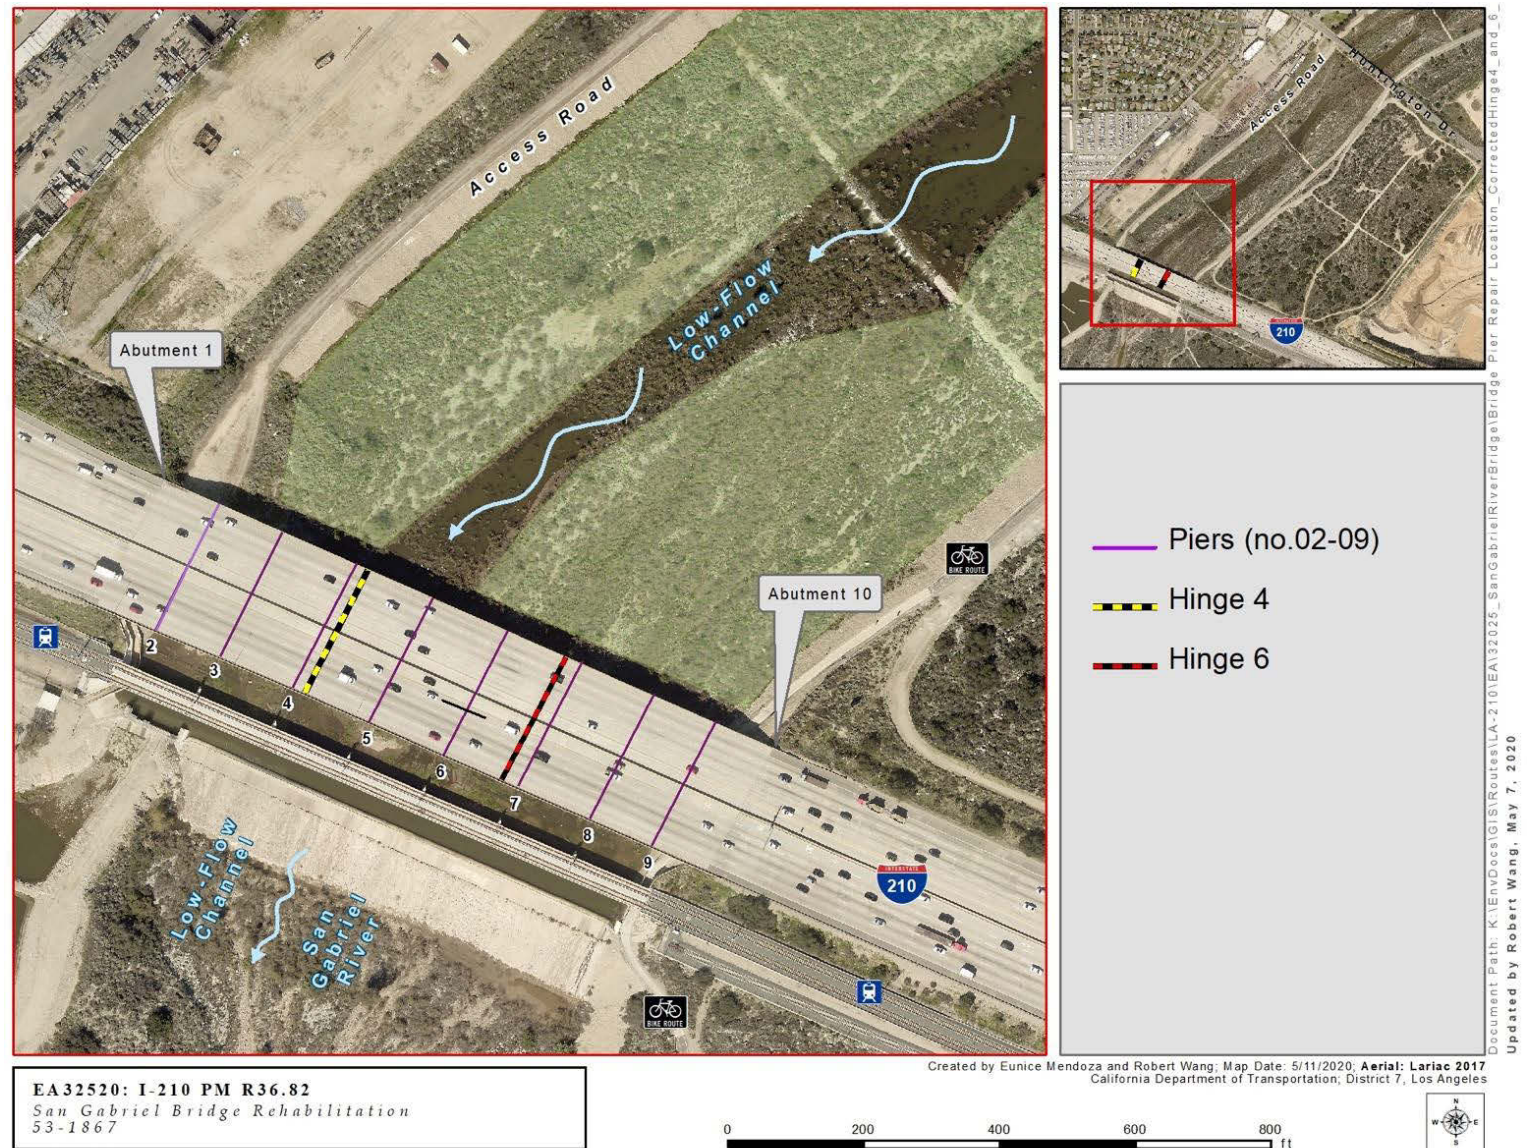 Access Road
Low-Flow
Channel
Abutment 1
BIKE ROUTE
Abutment 10
2
3
4
5
6
7
8
9
INTERSTATE
210
Low-Flow
Channel
San
Gabriel
River
BIKE ROUTE
Access Road
Huntington Dr
210
Piers (no.02-09)
Hinge 4
Hinge 6
Document Path: K:\EnvDocs\GIS\Routes\LA-210\EA\32025_SanGabrielRiverBridge\Bridge Pier Repair Location_CorrectedHinge4_and_6_
Updated by Robert Wang, May 7, 2020
Created by Eunice Mendoza and Robert Wang; Map Date: 5/11/2020; Aerial: Lariac 2017
California Department of Transportation; District 7, Los Angeles
EA32520: I-210 PM R36.82
San Gabriel Bridge Rehabilitation
53-1867
0 200 400 600 800
ft
N
W E
S